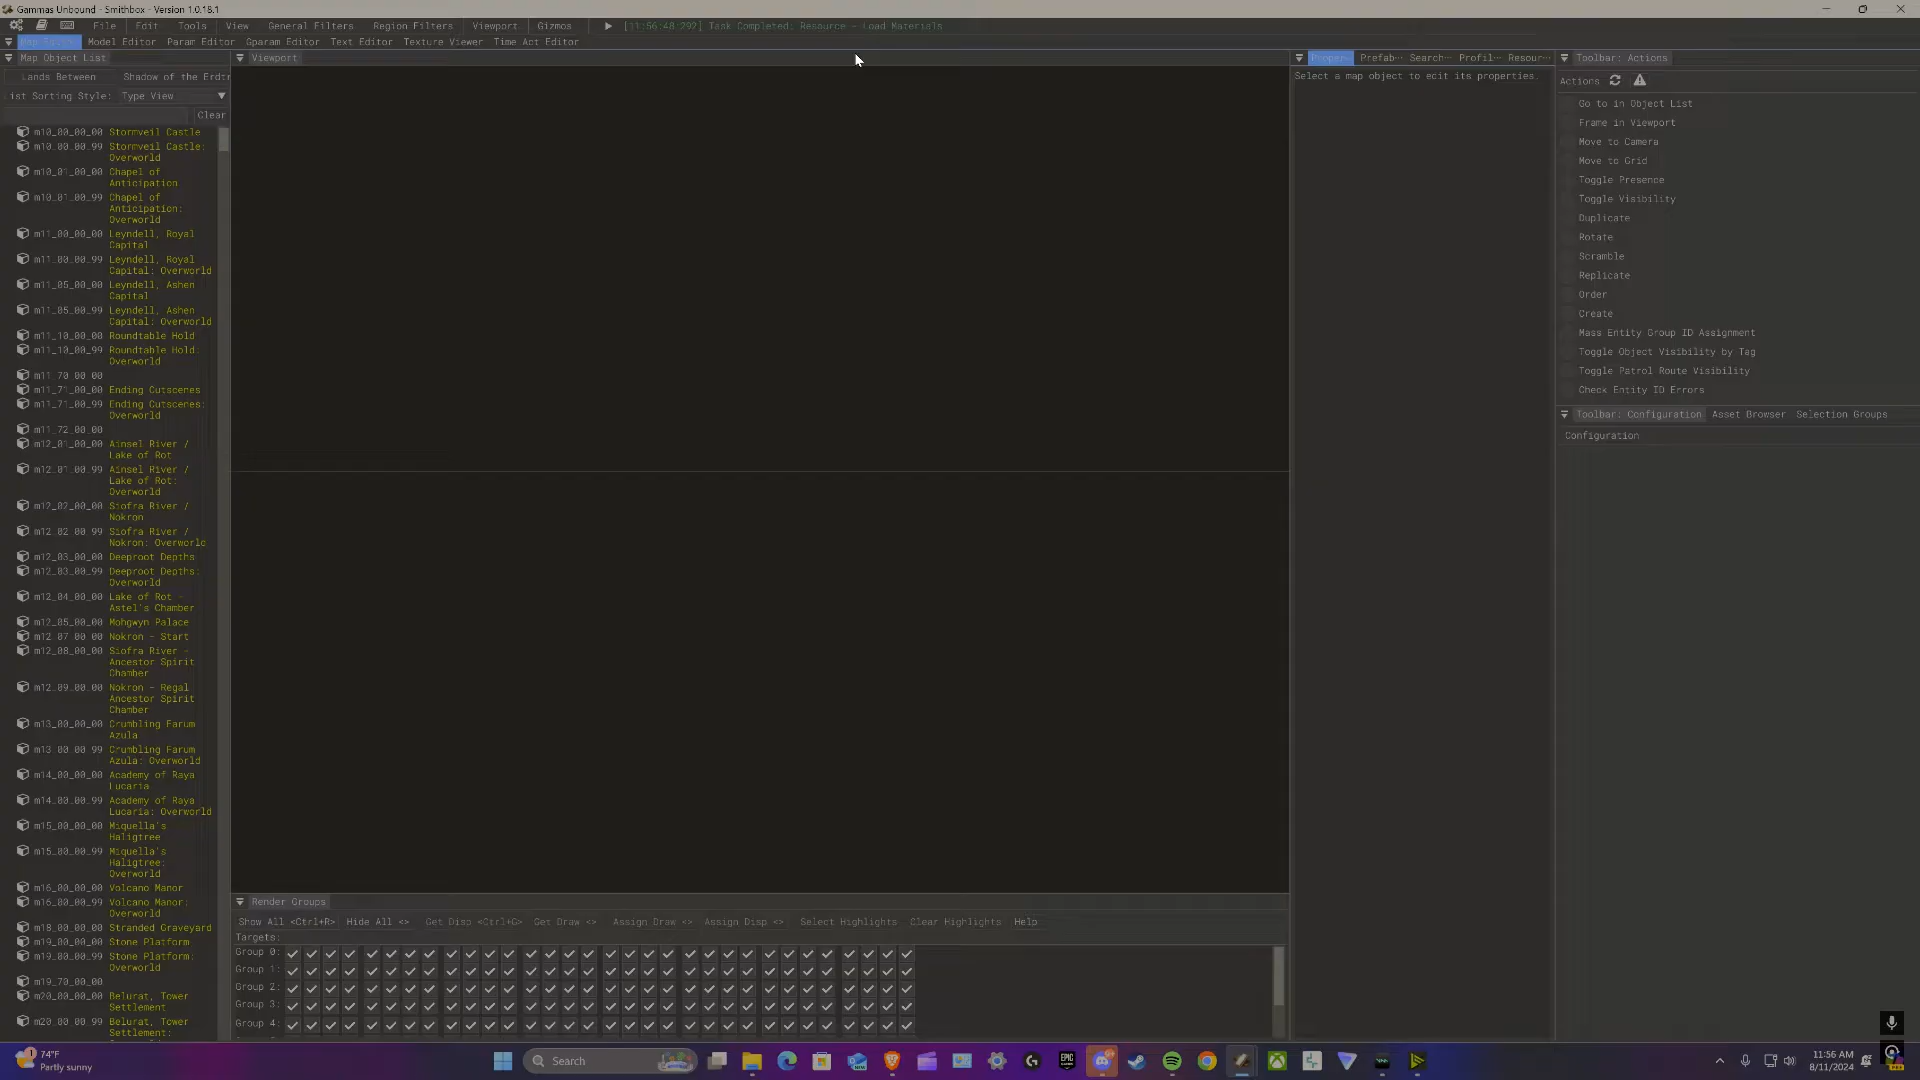 Gammas Unbound - Smithbox - Version 1.0.18.1
File Edit Tools View General Filters Region Filters Viewport Gizmos [11:56:48:292] Task Completed: Resource - Load Materials
Model Editor Param Editor Gparam Editor Text Editor Texture Viewer Time Act Editor
Map Object List
Lands Between Shadow of the Erdtr
ist Sorting Style: Type View
Clear
m10_00_00_00 Stormveil Castle
m10_00_00_99 Stormveil Castle:
Overworld
m10_01_00_00 Chapel of
Anticipation
m10_01_00_99 Chapel of
Anticipation:
Overworld
m11_00_00_00 Leyndell, Royal
Capital
m11_00_00_99 Leyndell, Royal
Capital: Overworld
m11_05_00_00 Leyndell, Ashen
Capital
m11_05_00_99 Leyndell, Ashen
Capital: Overworld
m11_10_00_00 Roundtable Hold
m11_10_00_99 Roundtable Hold:
Overworld
m11_70_00_00
m11_71_00_00 Ending Cutscenes
m11_71_00_99 Ending Cutscenes:
Overworld
m11_72_00_00
m12_01_00_00 Ainsel River /
Lake of Rot
m12_01_00_99 Ainsel River /
Lake of Rot:
Overworld
m12_02_00_00 Siofra River /
Nokron
m12_02_00_99 Siofra River /
Nokron: Overworld
m12_03_00_00 Deeproot Depths
m12_03_00_99 Deeproot Depths:
Overworld
m12_04_00_00 Lake of Rot -
Astel's Chamber
m12_05_00_00 Mohgwyn Palace
m12_07_00_00 Nokron - Start
m12_08_00_00 Siofra River -
Ancestor Spirit
Chamber
m12_09_00_00 Nokron - Regal
Ancestor Spirit
Chamber
m13_00_00_00 Crumbling Farum
Azula
m13_00_00_99 Crumbling Farum
Azula: Overworld
m14_00_00_00 Academy of Raya
Lucaria
m14_00_00_99 Academy of Raya
Lucaria: Overworld
m15_00_00_00 Miquella's
Haligtree
m15_00_00_99 Miquella's
Haligtree:
Overworld
m16_00_00_00 Volcano Manor
m16_00_00_99 Volcano Manor:
Overworld
m18_00_00_00 Stranded Graveyard
m19_00_00_00 Stone Platform
m19_00_00_99 Stone Platform:
Overworld
m19_70_00_00
m20_00_00_00 Belurat, Tower
Settlement
m20_00_00_99 Belurat, Tower
Settlement:
Viewport
Render Groups
Show All <Ctrl+R> Hide All <> Get Disp <Ctrl+G> Get Draw <> Assign Draw <> Assign Disp <> Select Highlights Clear Highlights Help
Targets:
Group 0:
Group 1:
Group 2:
Group 3:
Group 4:
Proper··· Prefab··· Search··· Profil··· Resour···
Select a map object to edit its properties.
Toolbar: Actions
Actions
Go to in Object List
Frame in Viewport
Move to Camera
Move to Grid
Toggle Presence
Toggle Visibility
Duplicate
Rotate
Scramble
Replicate
Order
Create
Mass Entity Group ID Assignment
Toggle Object Visibility by Tag
Toggle Patrol Route Visibility
Check Entity ID Errors
Toolbar: Configuration Asset Browser Selection Groups
Configuration
74°F
Partly sunny
Search
EPIC
11:56 AM
8/11/2024